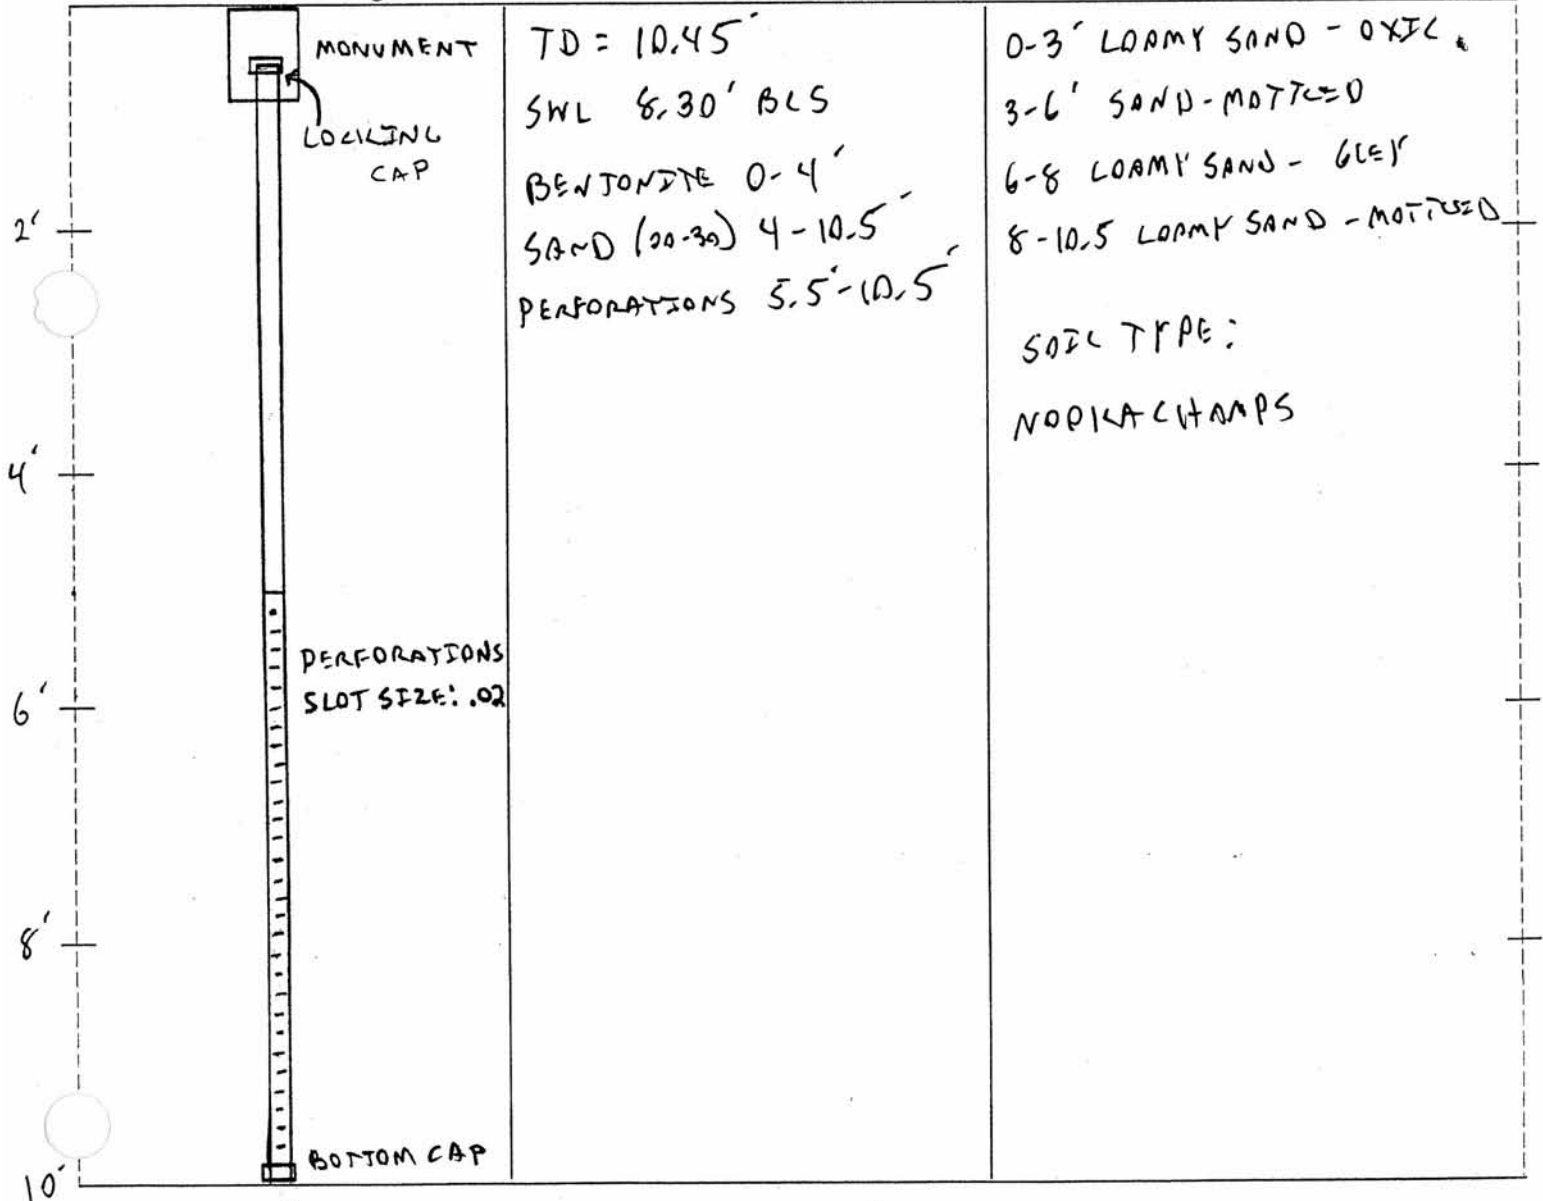 MONUMENT
LOCKING
CAP
2'
4'
6'
8'
10'
PERFORATIONS
SLOT SIZE: .02
BOTTOM CAP
TD = 10.45'
SWL 8.30' BLS
BENTONITE 0-4'
SAND (20-30) 4-10.5'
PERFORATIONS 5.5'-10.5'
0-3' LOAMY SAND - OXIC.
3-6' SAND-MOTTLED
6-8 LOAMY SAND - GLEY
8-10.5 LOAMY SAND - MOTTLED
SOIL TYPE:
NOOKACHAMPS